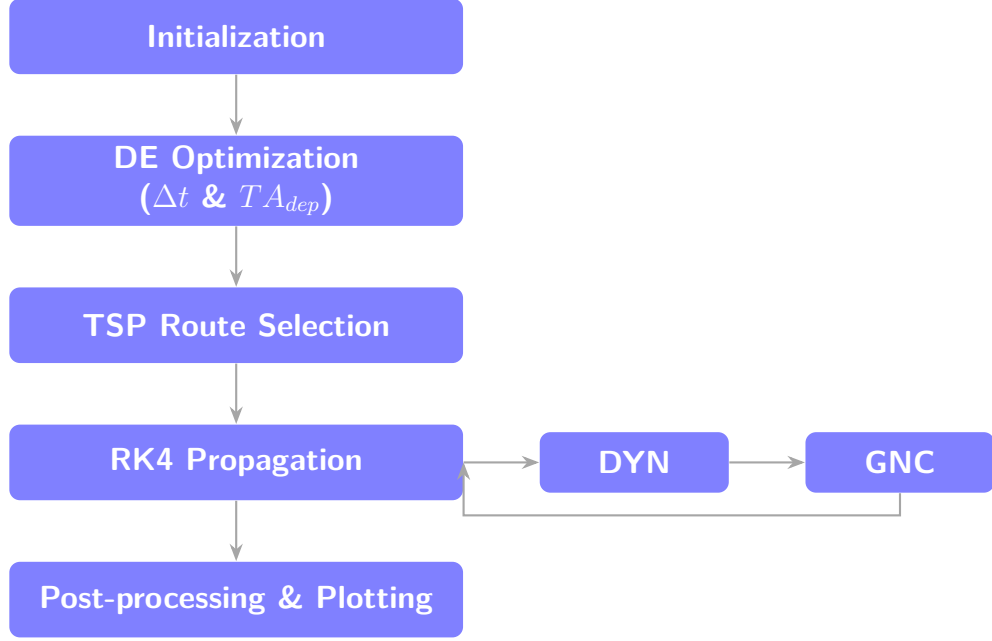 Initialization
DE Optimization
(Δt & TA_dep)
TSP Route Selection
RK4 Propagation
DYN
GNC
Post-processing & Plotting